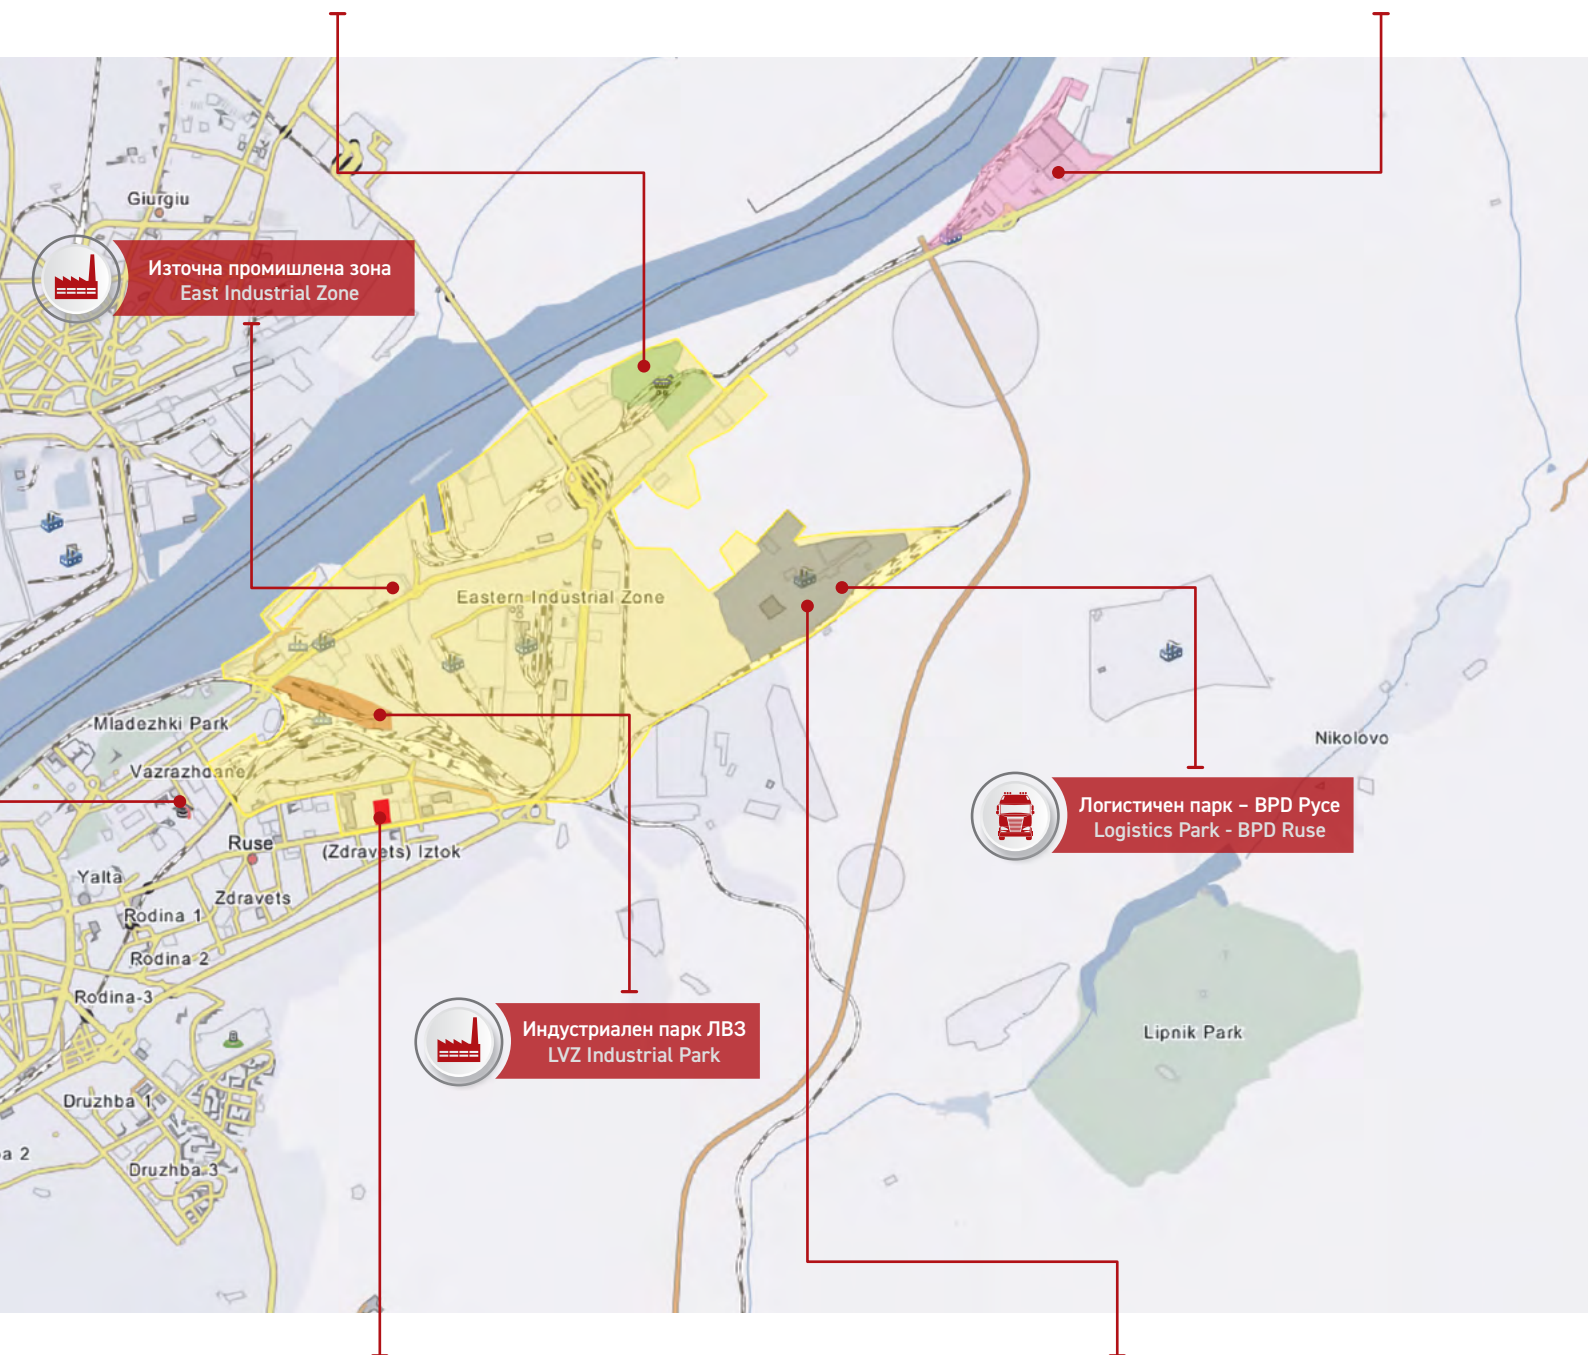 Giurgiu
Източна промишлена зона
East Industrial Zone
Eastern Industrial Zone
Mladezhki Park
Vazrazhdane
Nikolovo
Логистичен парк – BPD Русе
Logistics Park - BPD Ruse
Ruse
(Zdravets) Iztok
Yalta
Zdravets
Rodina 1
Rodina 2
Rodina-3
Индустриален парк ЛВЗ
LVZ Industrial Park
Lipnik Park
Druzhba 1
a 2
Druzhba 3